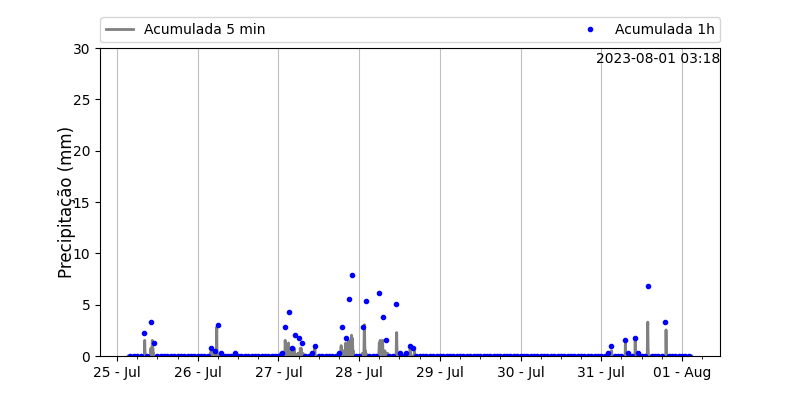 Acumulada 5 min
Acumulada 1h
2023-08-01 03:18
30
25
20
15
10
5
0
Precipitação (mm)
25 - Jul 26 - Jul 27 - Jul 28 - Jul 29 - Jul 30 - Jul 31 - Jul 01 - Aug